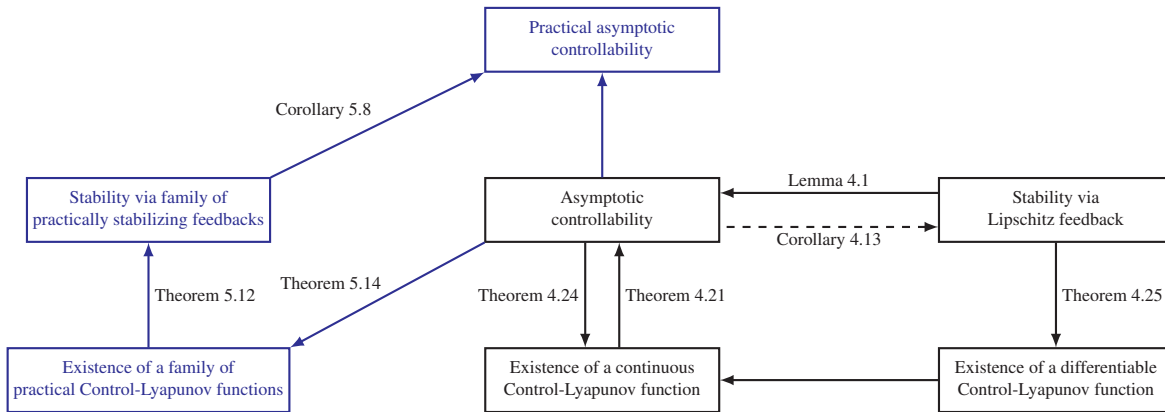 Practical asymptotic
controllability
Corollary 5.8
Stability via family of
practically stabilizing feedbacks
Asymptotic
controllability
Lemma 4.1
Corollary 4.13
Stability via
Lipschitz feedback
Theorem 5.12
Theorem 5.14
Theorem 4.24
Theorem 4.21
Theorem 4.25
Existence of a family of
practical Control-Lyapunov functions
Existence of a continuous
Control-Lyapunov function
Existence of a differentiable
Control-Lyapunov function